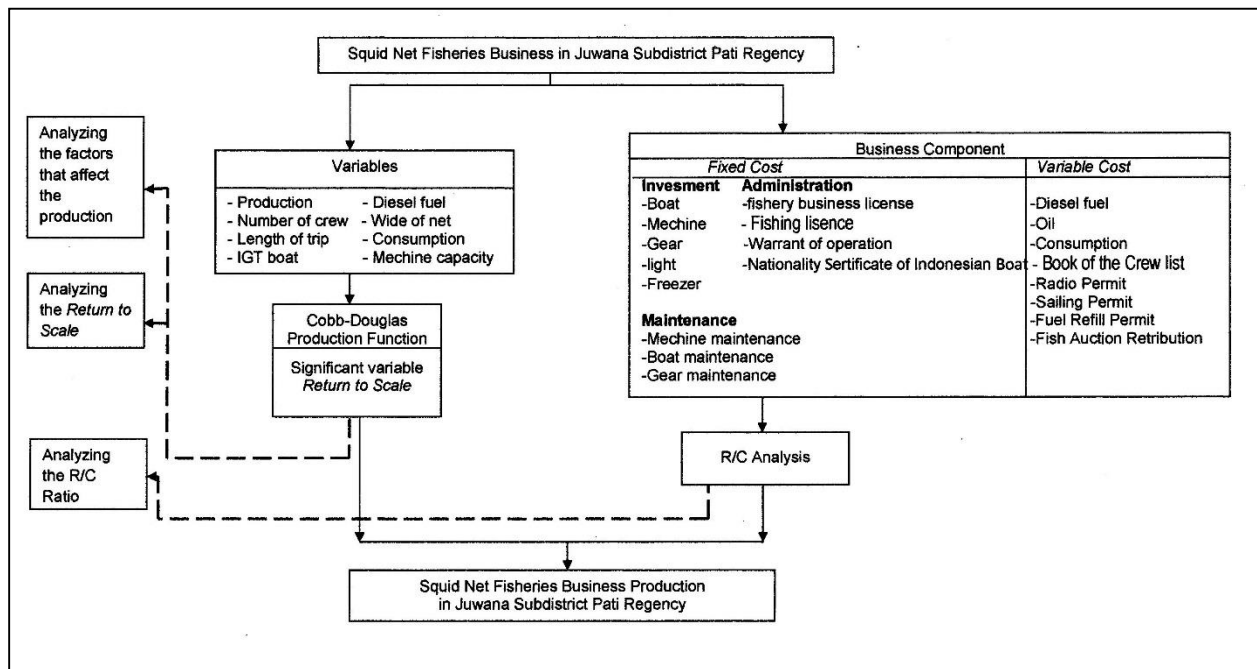 Squid Net Fisheries Business in Juwana Subdistrict Pati Regency
Analyzing
the factors
that affect
the
production
Analyzing
the Return to
Scale
Analyzing
the R/C
Ratio
Variables
- Production
- Number of crew
- Length of trip
- IGT boat
- Diesel fuel
- Wide of net
- Consumption
- Mechine capacity
Cobb-Douglas
Production Function
Significant variable
Return to Scale
Business Component
Fixed Cost
Variable Cost
Invesment
-Boat
-Mechine
-Gear
-light
-Freezer
Administration
-fishery business license
- Fishing lisence
-Warrant of operation
-Nationality Sertificate of Indonesian Boat
Maintenance
-Mechine maintenance
-Boat maintenance
-Gear maintenance
-Diesel fuel
-Oil
-Consumption
- Book of the Crew list
-Radio Permit
-Sailing Permit
-Fuel Refill Permit
-Fish Auction Retribution
R/C Analysis
Squid Net Fisheries Business Production
in Juwana Subdistrict Pati Regency